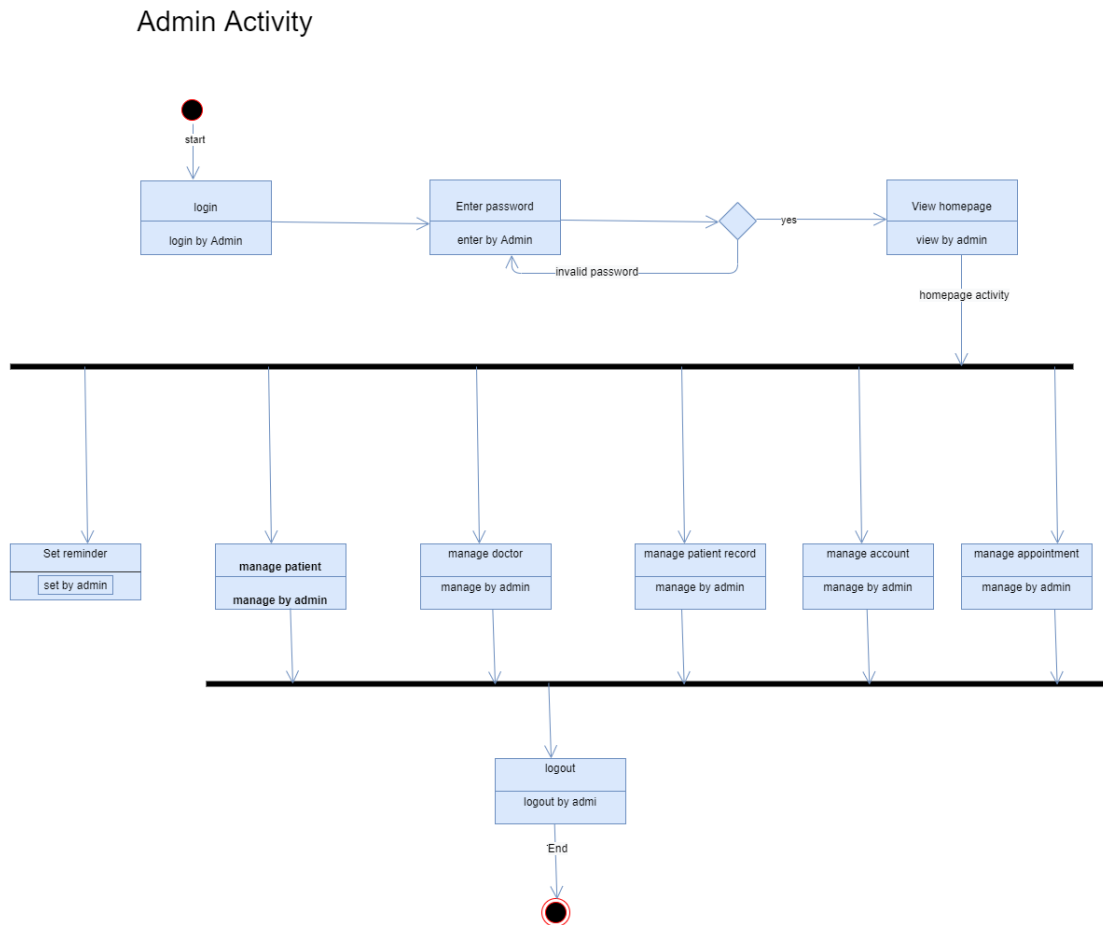 Admin Activity
start
login
login by Admin
Enter password
enter by Admin
invalid password
yes
View homepage
view by admin
homepage activity
Set reminder
set by admin
manage patient
manage by admin
manage doctor
manage by admin
manage patient record
manage by admin
manage account
manage by admin
manage appointment
manage by admin
logout
logout by admi
End